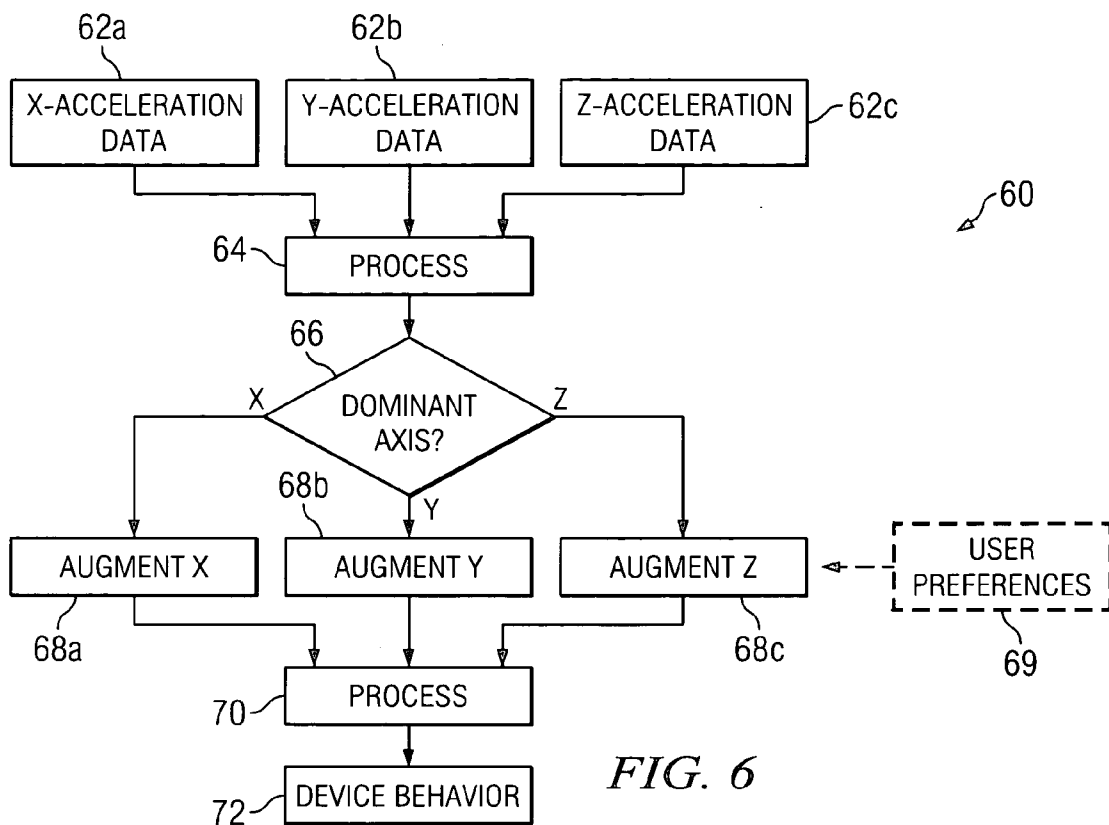 62a
62b
X-ACCELERATION
DATA
Y-ACCELERATION
DATA
Z-ACCELERATION
DATA
62c
60
64
PROCESS
66
X
DOMINANT
AXIS?
Z
Y
68b
AUGMENT X
AUGMENT Y
AUGMENT Z
USER
PREFERENCES
68a
68c
69
70
PROCESS
72
DEVICE BEHAVIOR
FIG. 6